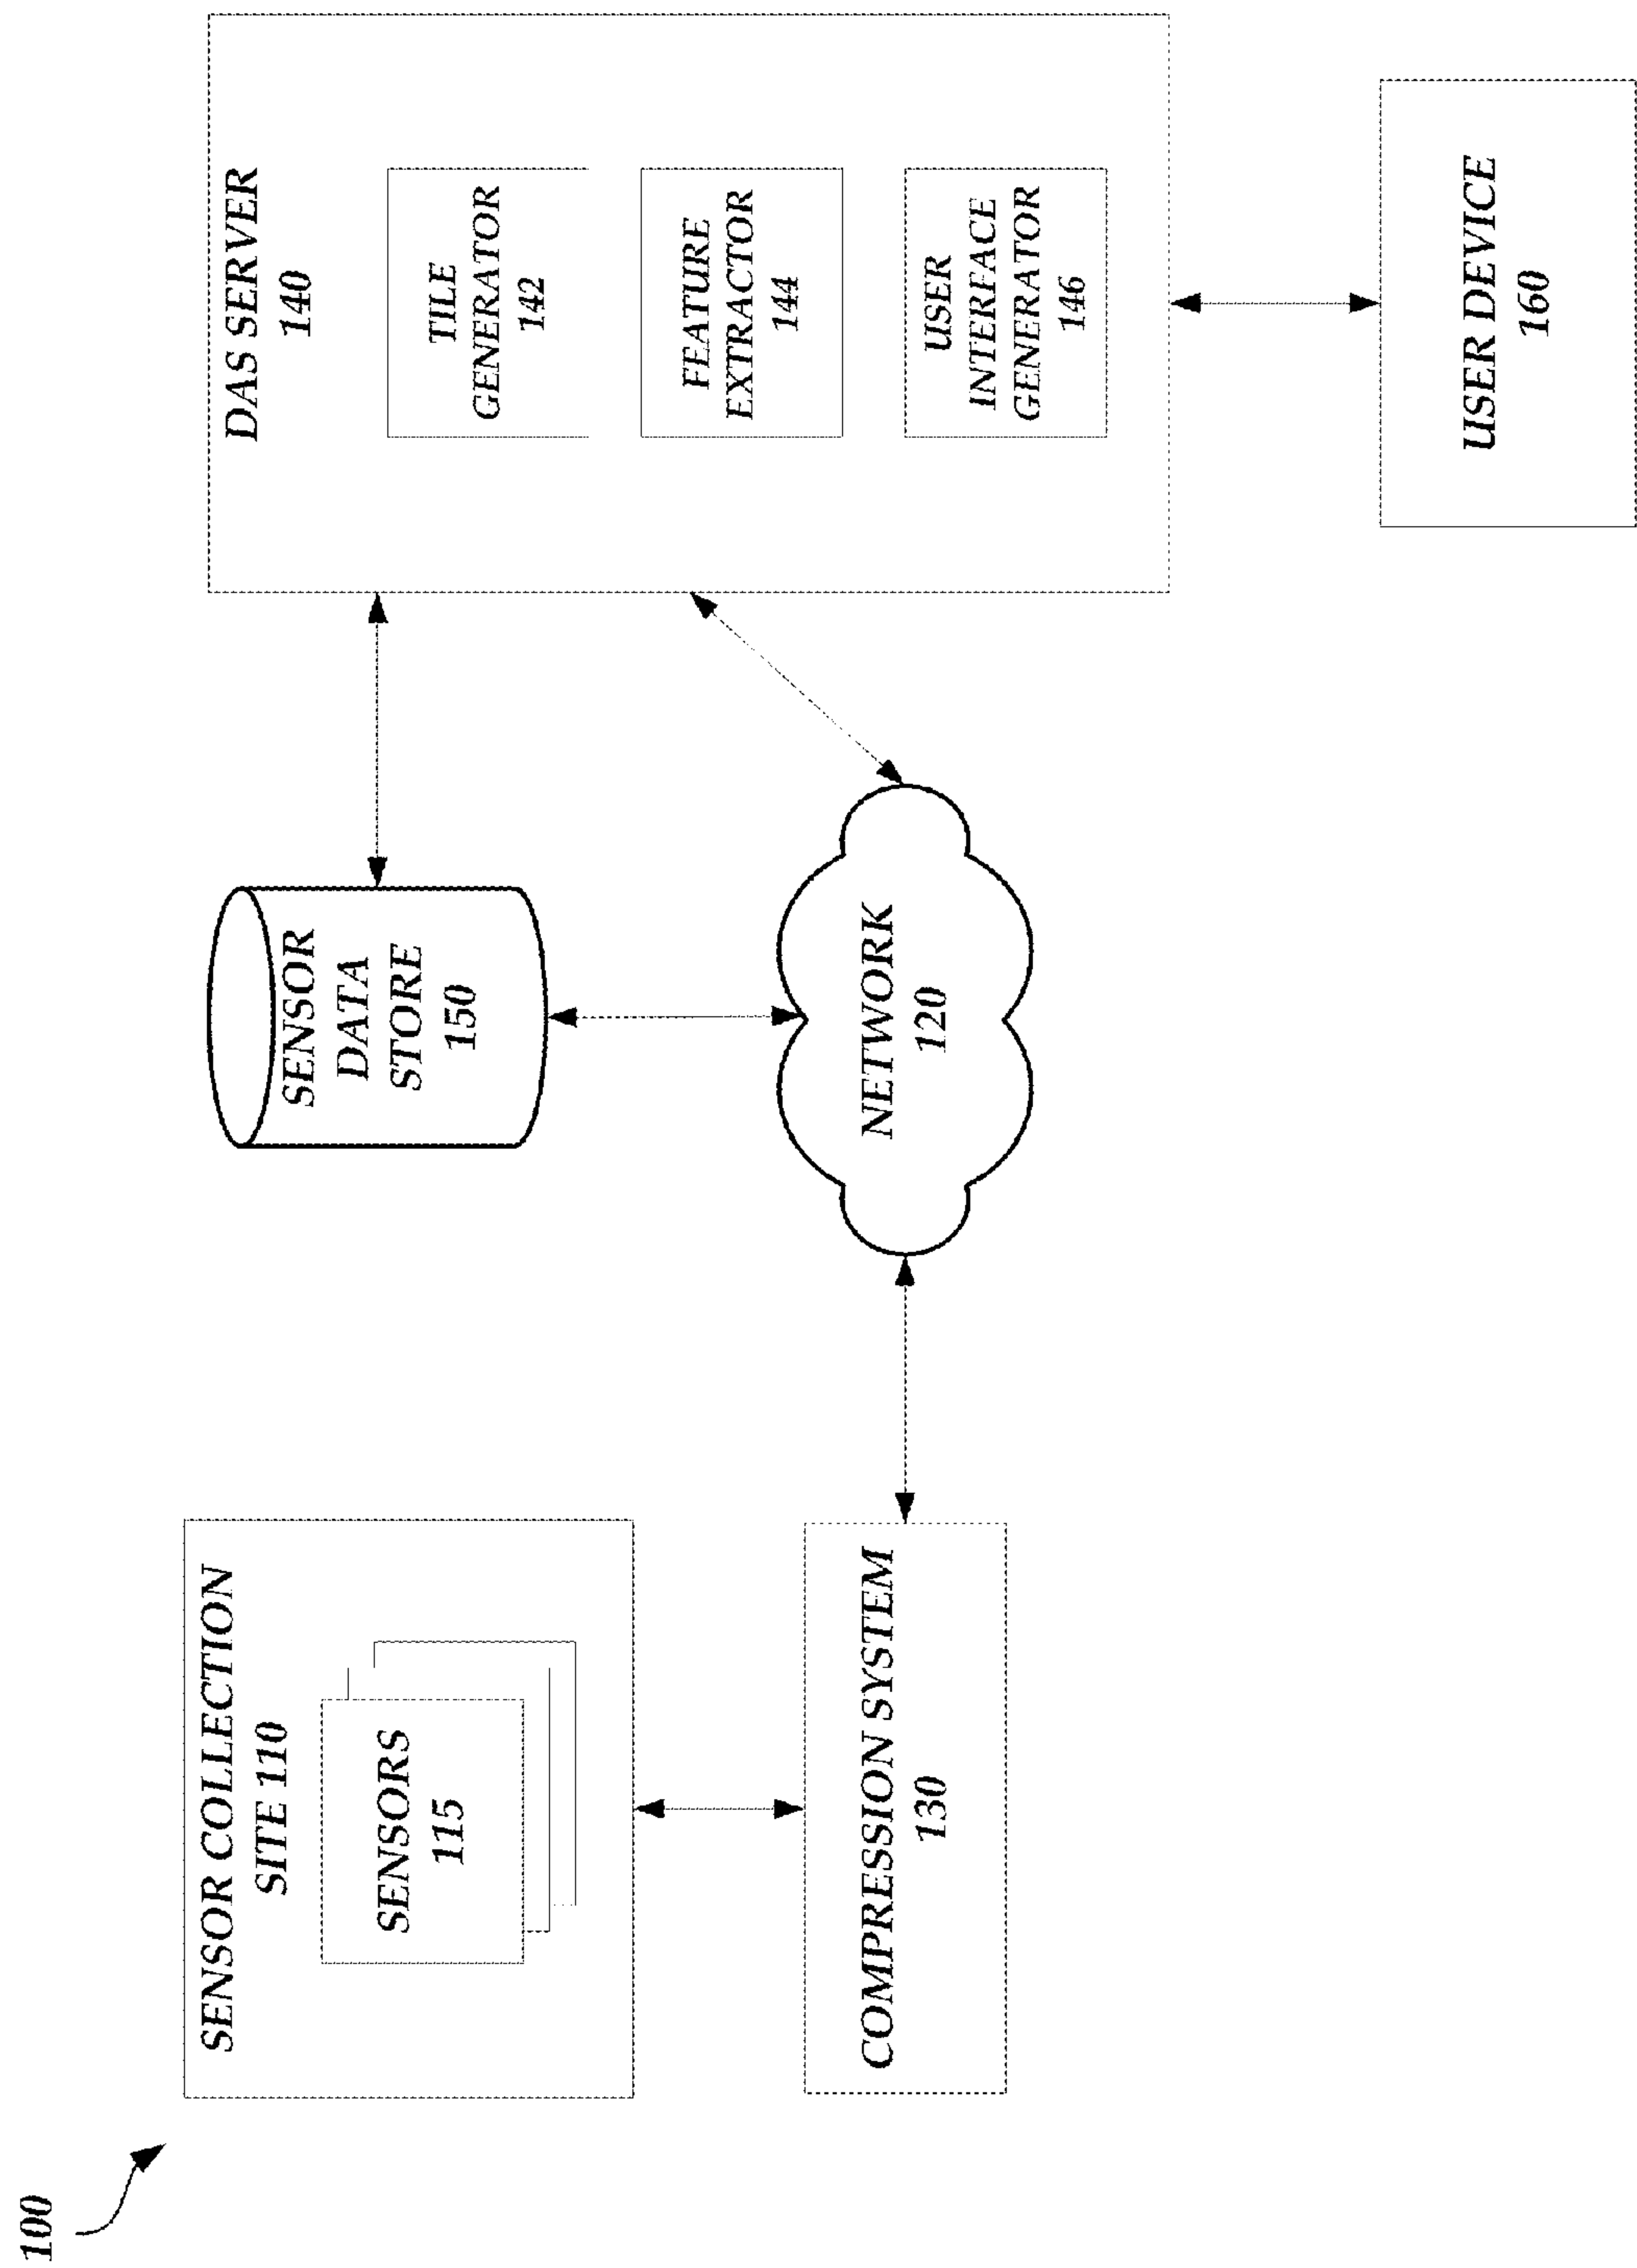 100
SENSOR COLLECTION
SITE 110
SENSORS
115
COMPRESSION SYSTEM
130
SENSOR
DATA
STORE
150
NETWORK
120
DAS SERVER
140
TILE
GENERATOR
142
FEATURE
EXTRACTOR
144
USER
INTERFACE
GENERATOR
146
USER DEVICE
160